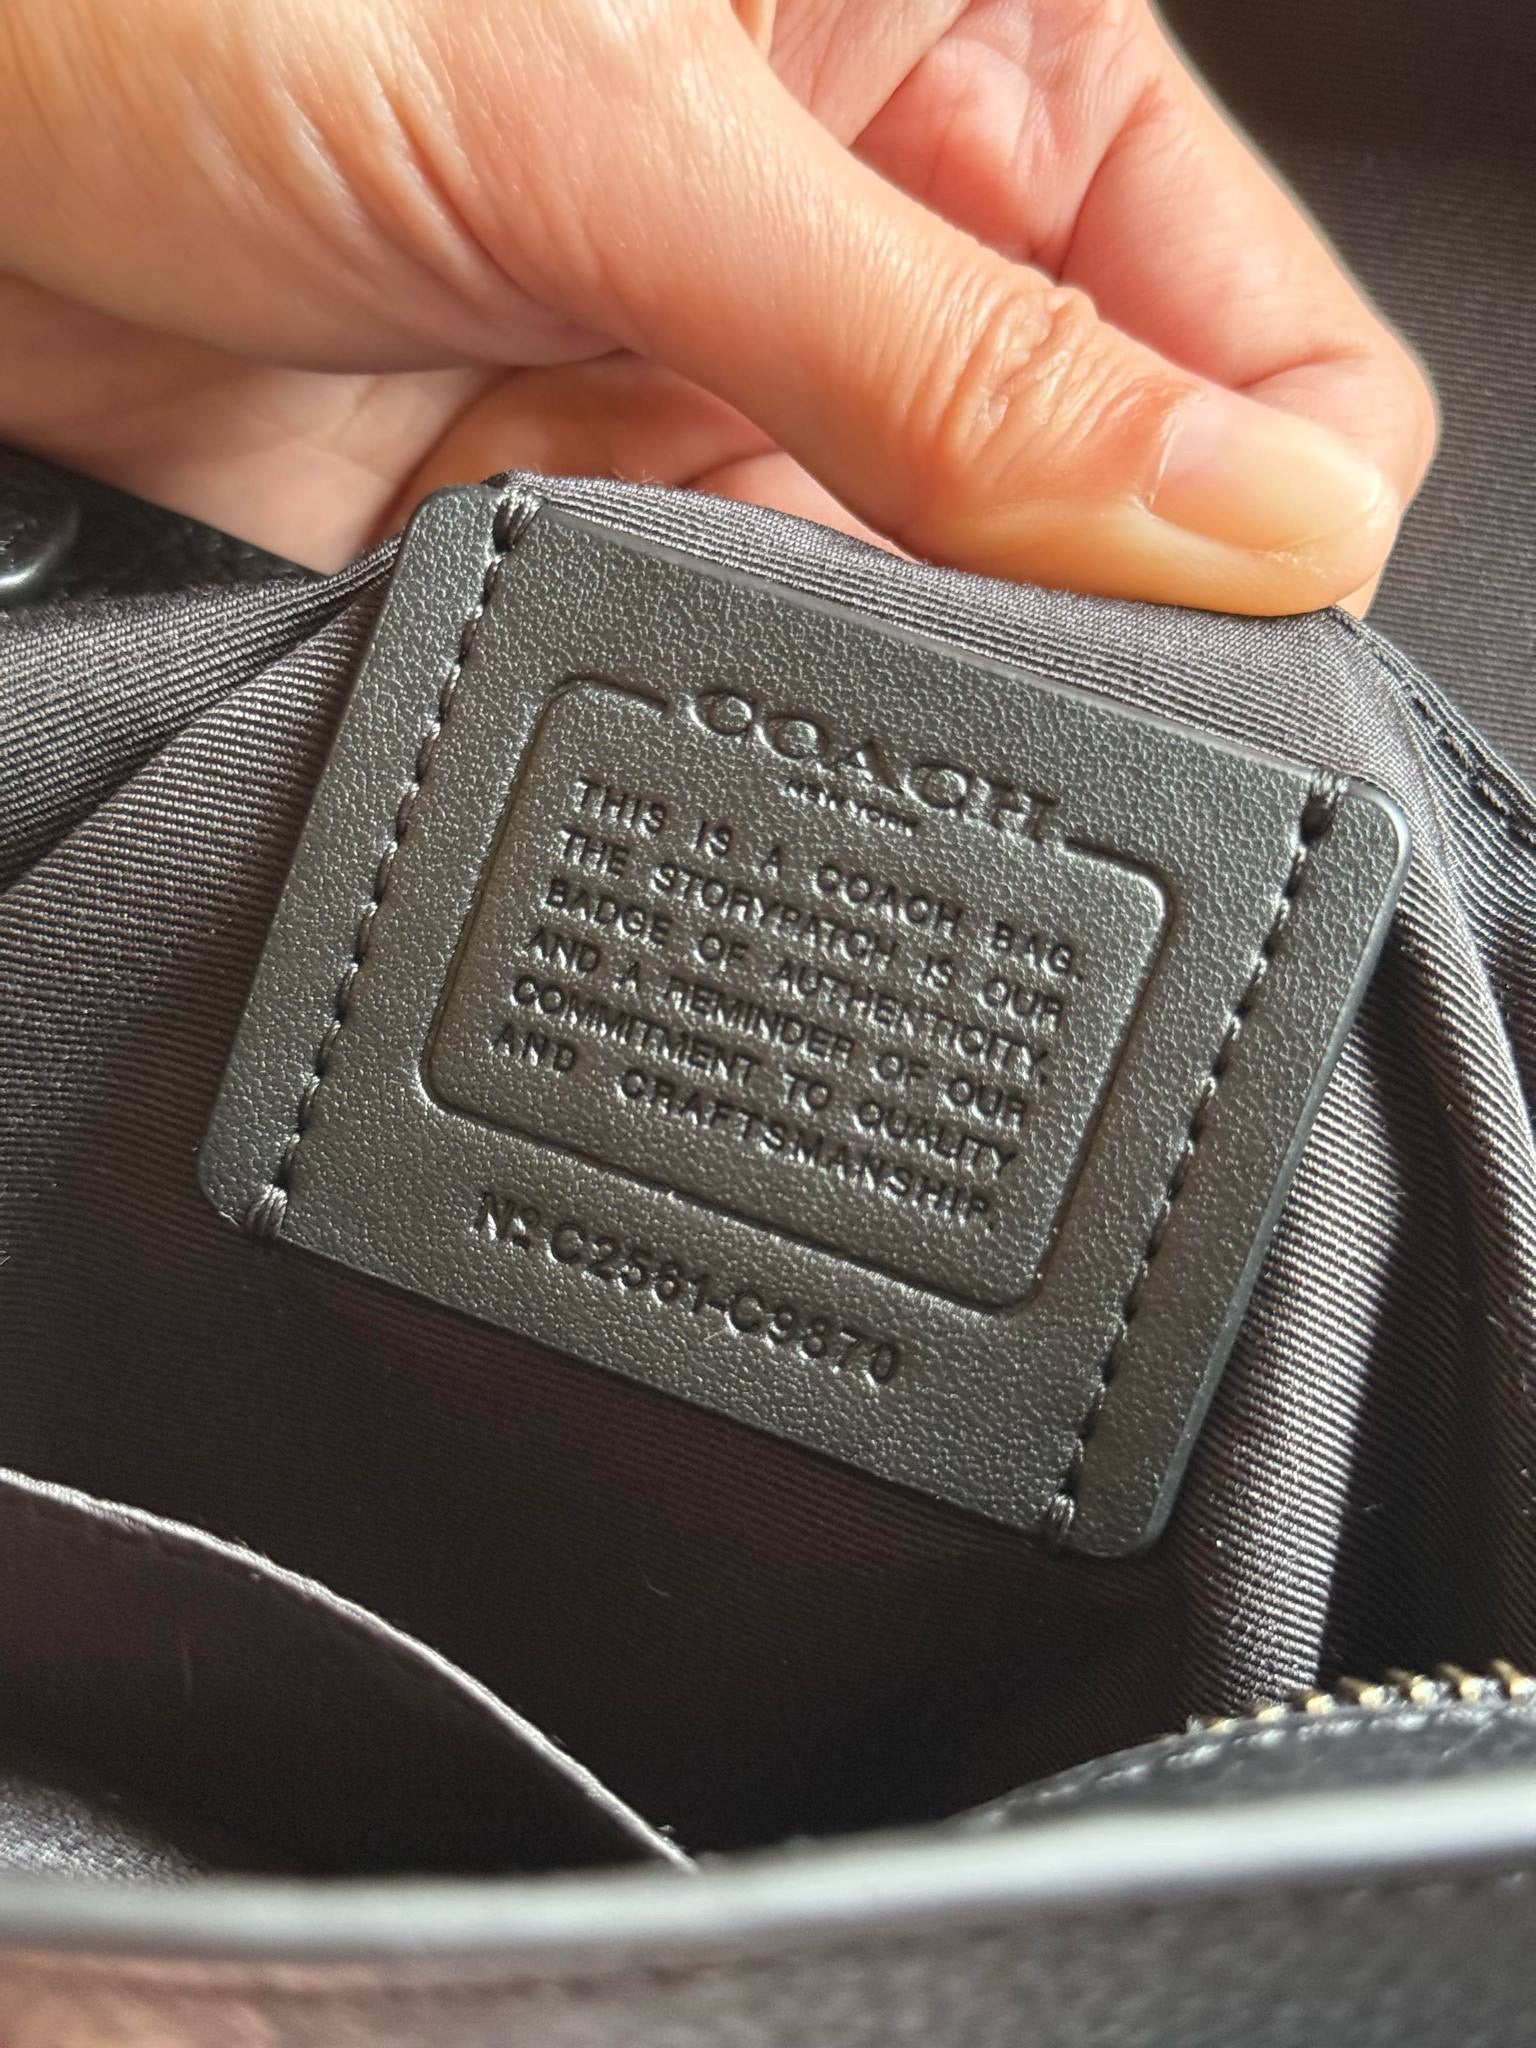 COACH
NEW YORK
THIS IS A COACH BAG.
THE STORYPATCH IS OUR
BADGE OF AUTHENTICITY,
AND A REMINDER OF OUR
COMMITMENT TO QUALITY
AND CRAFTSMANSHIP.
Nº C2561-C9870